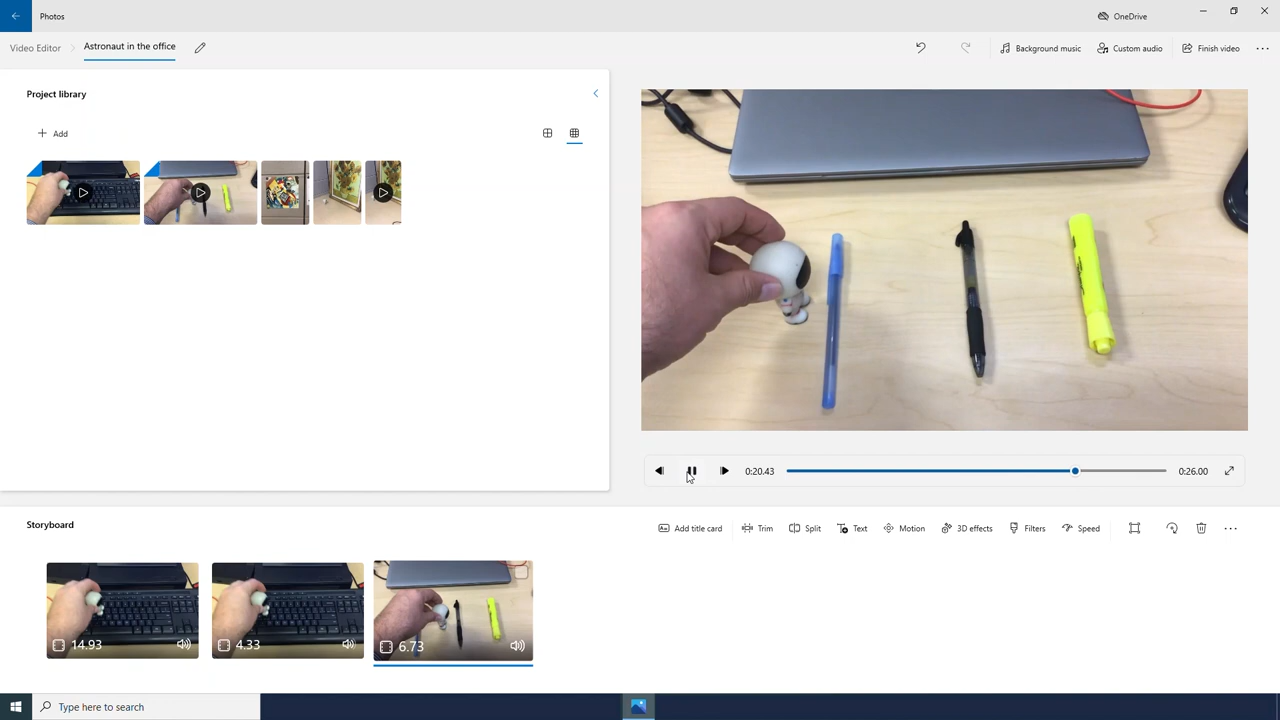 Photos
OneDrive
Video Editor
Astronaut in the office
Background music
Custom audio
Finish video
Project library
Add
0:20.43
0:26.00
Storyboard
Add title card
Trim
Split
Text
Motion
3D effects
Filters
Speed
14.93
4.33
6.73
Type here to search